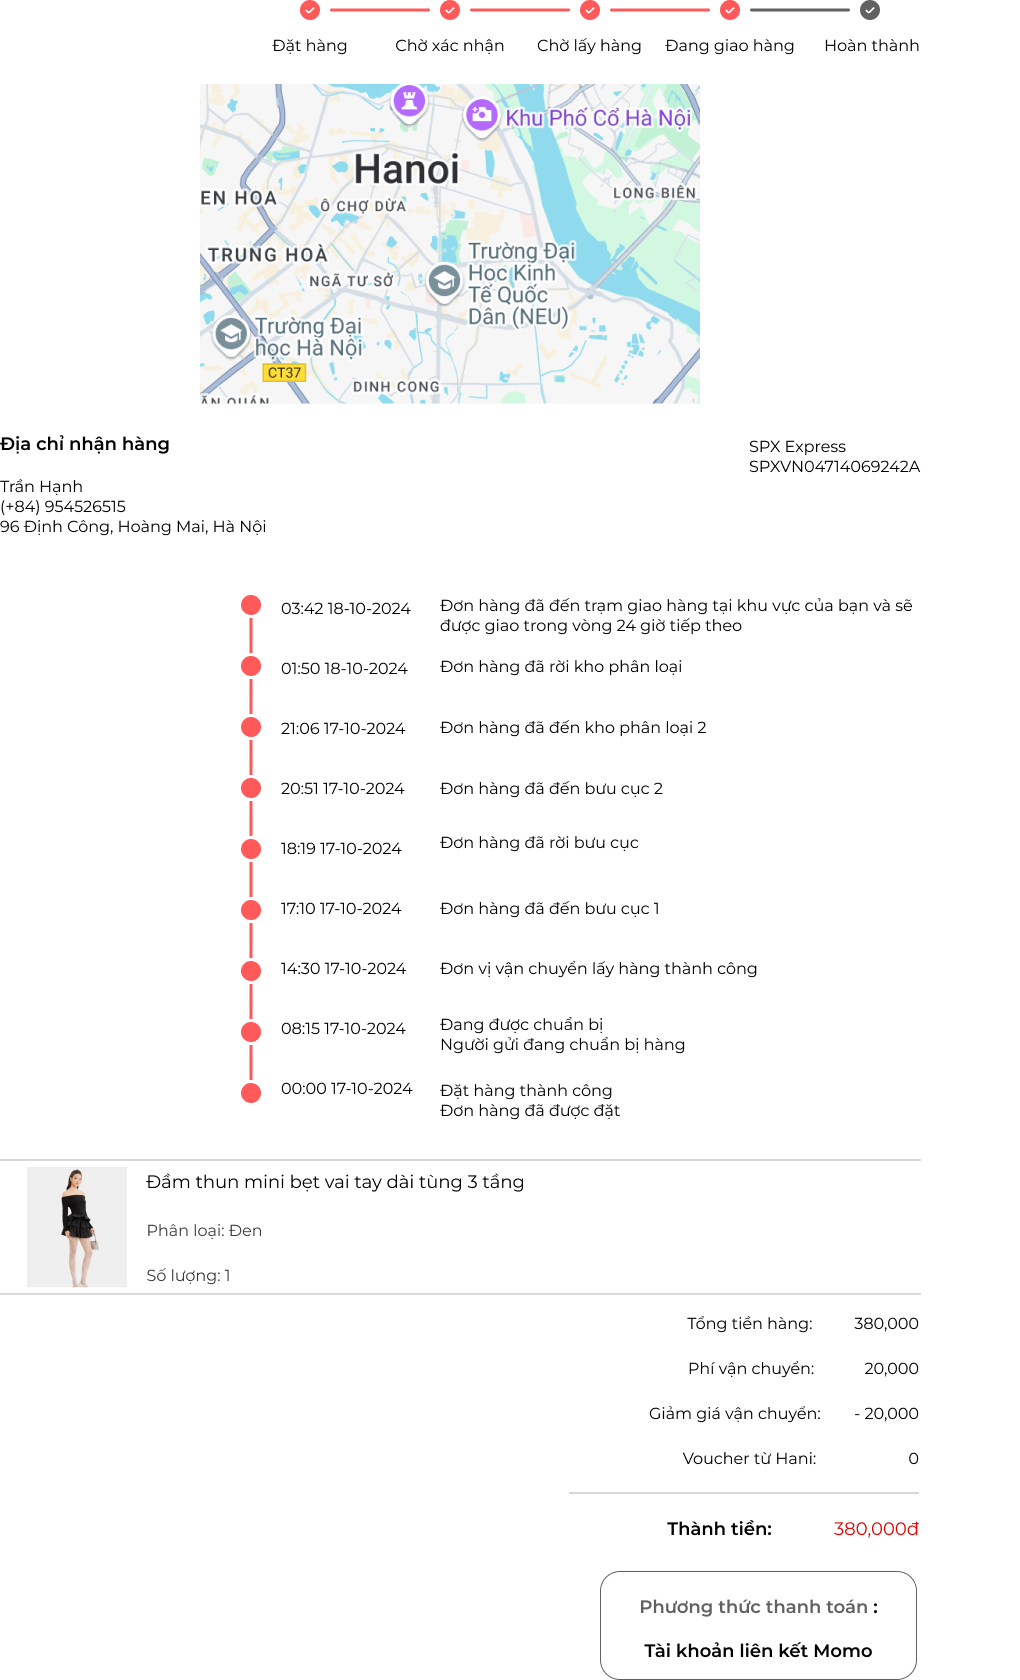 Đặt hàng
Chờ xác nhận
Chờ lấy hàng
Đang giao hàng
Hoàn thành
Khu Phố Cổ Hà Nội
Hanoi
LONG BIÊN
EN HOA
Ô CHỢ DỪA
TRUNG HOÀ
Trường Đại
Học Kinh
Tế Quốc
Dân (NEU)
NGÃ TƯ SỞ
Trường Đại
học Hà Nội
CT37
DINH CONG
ĂN QUÁN
Địa chỉ nhận hàng
SPX Express
SPXVN04714069242A
Trần Hạnh
(+84) 954526515
96 Định Công, Hoàng Mai, Hà Nội
03:42 18-10-2024 Đơn hàng đã đến trạm giao hàng tại khu vực của bạn và sẽ
được giao trong vòng 24 giờ tiếp theo
01:50 18-10-2024 Đơn hàng đã rời kho phân loại
21:06 17-10-2024 Đơn hàng đã đến kho phân loại 2
20:51 17-10-2024 Đơn hàng đã đến bưu cục 2
18:19 17-10-2024 Đơn hàng đã rời bưu cục
17:10 17-10-2024 Đơn hàng đã đến bưu cục 1
14:30 17-10-2024 Đơn vị vận chuyển lấy hàng thành công
08:15 17-10-2024 Đang được chuẩn bị
Người gửi đang chuẩn bị hàng
00:00 17-10-2024 Đặt hàng thành công
Đơn hàng đã được đặt
Đầm thun mini bẹt vai tay dài tùng 3 tầng
Phân loại: Đen
Số lượng: 1
Tổng tiền hàng: 380,000
Phí vận chuyển: 20,000
Giảm giá vận chuyển: - 20,000
Voucher từ Hani: 0
Thành tiền: 380,000đ
Phương thức thanh toán :
Tài khoản liên kết Momo